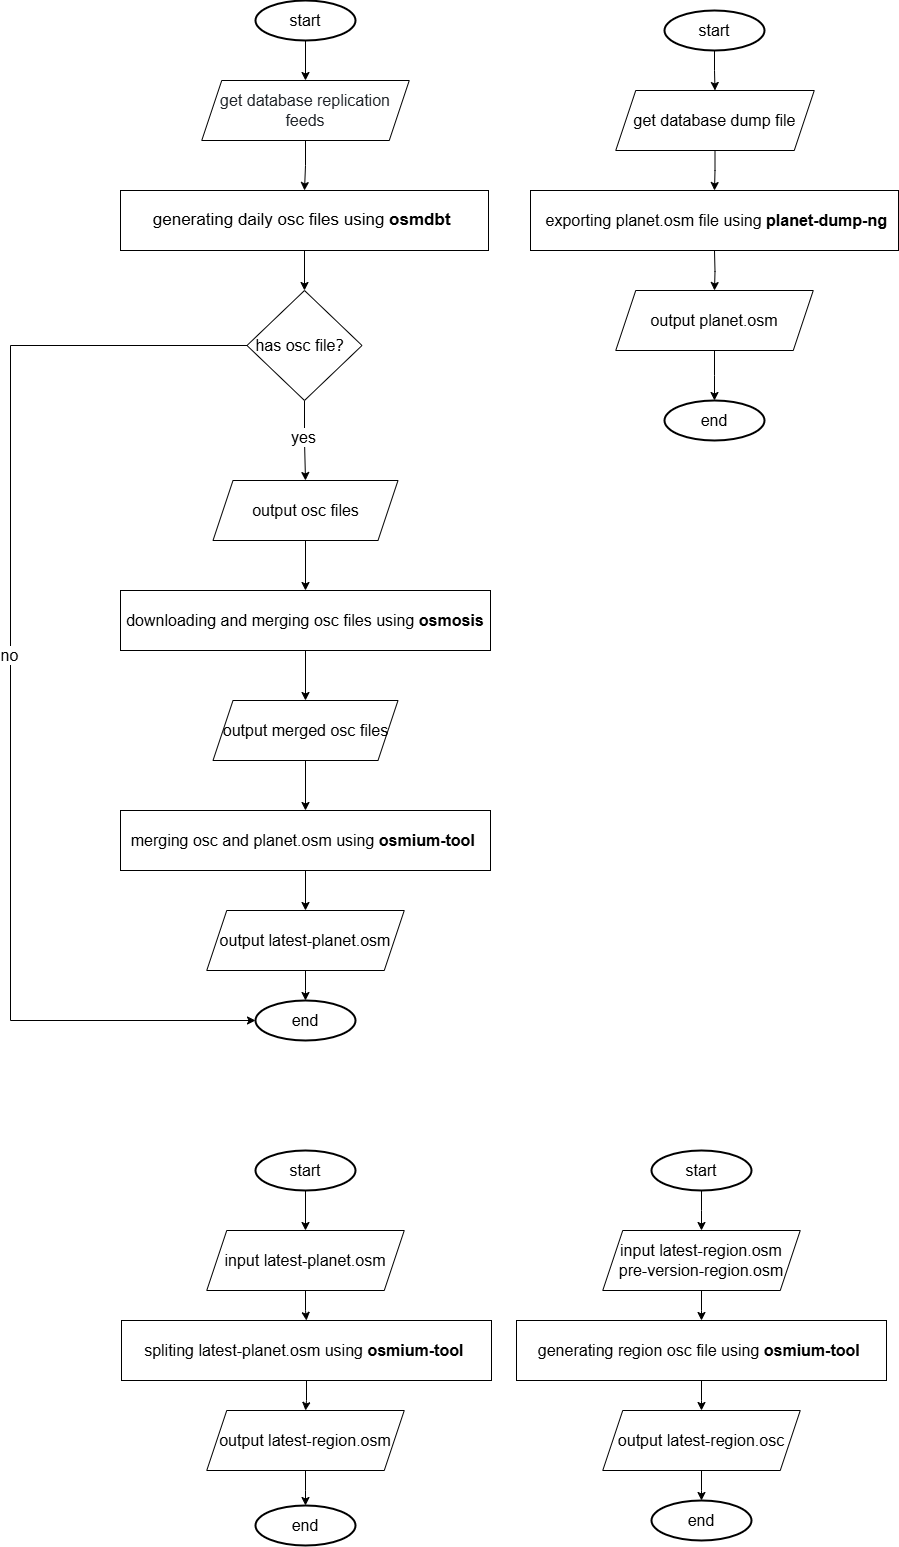 start
get database replication
feeds
generating daily osc files using osmdbt
has osc file?
yes
no
output osc files
downloading and merging osc files using osmosis
output merged osc files
merging osc and planet.osm using osmium-tool
output latest-planet.osm
end
start
get database dump file
exporting planet.osm file using planet-dump-ng
output planet.osm
end
start
input latest-planet.osm
spliting latest-planet.osm using osmium-tool
output latest-region.osm
end
start
input latest-region.osm
pre-version-region.osm
generating region osc file using osmium-tool
output latest-region.osc
end